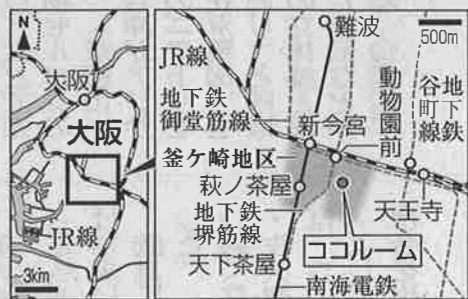 N
大阪
大阪
JR線
3km
難波
500m
JR線
地下鉄
御堂筋線
動物園前
地下鉄
谷町線
新今宮
釜ケ崎地区
萩ノ茶屋
地下鉄
堺筋線
天王寺
ココルーム
天下茶屋
南海電鉄